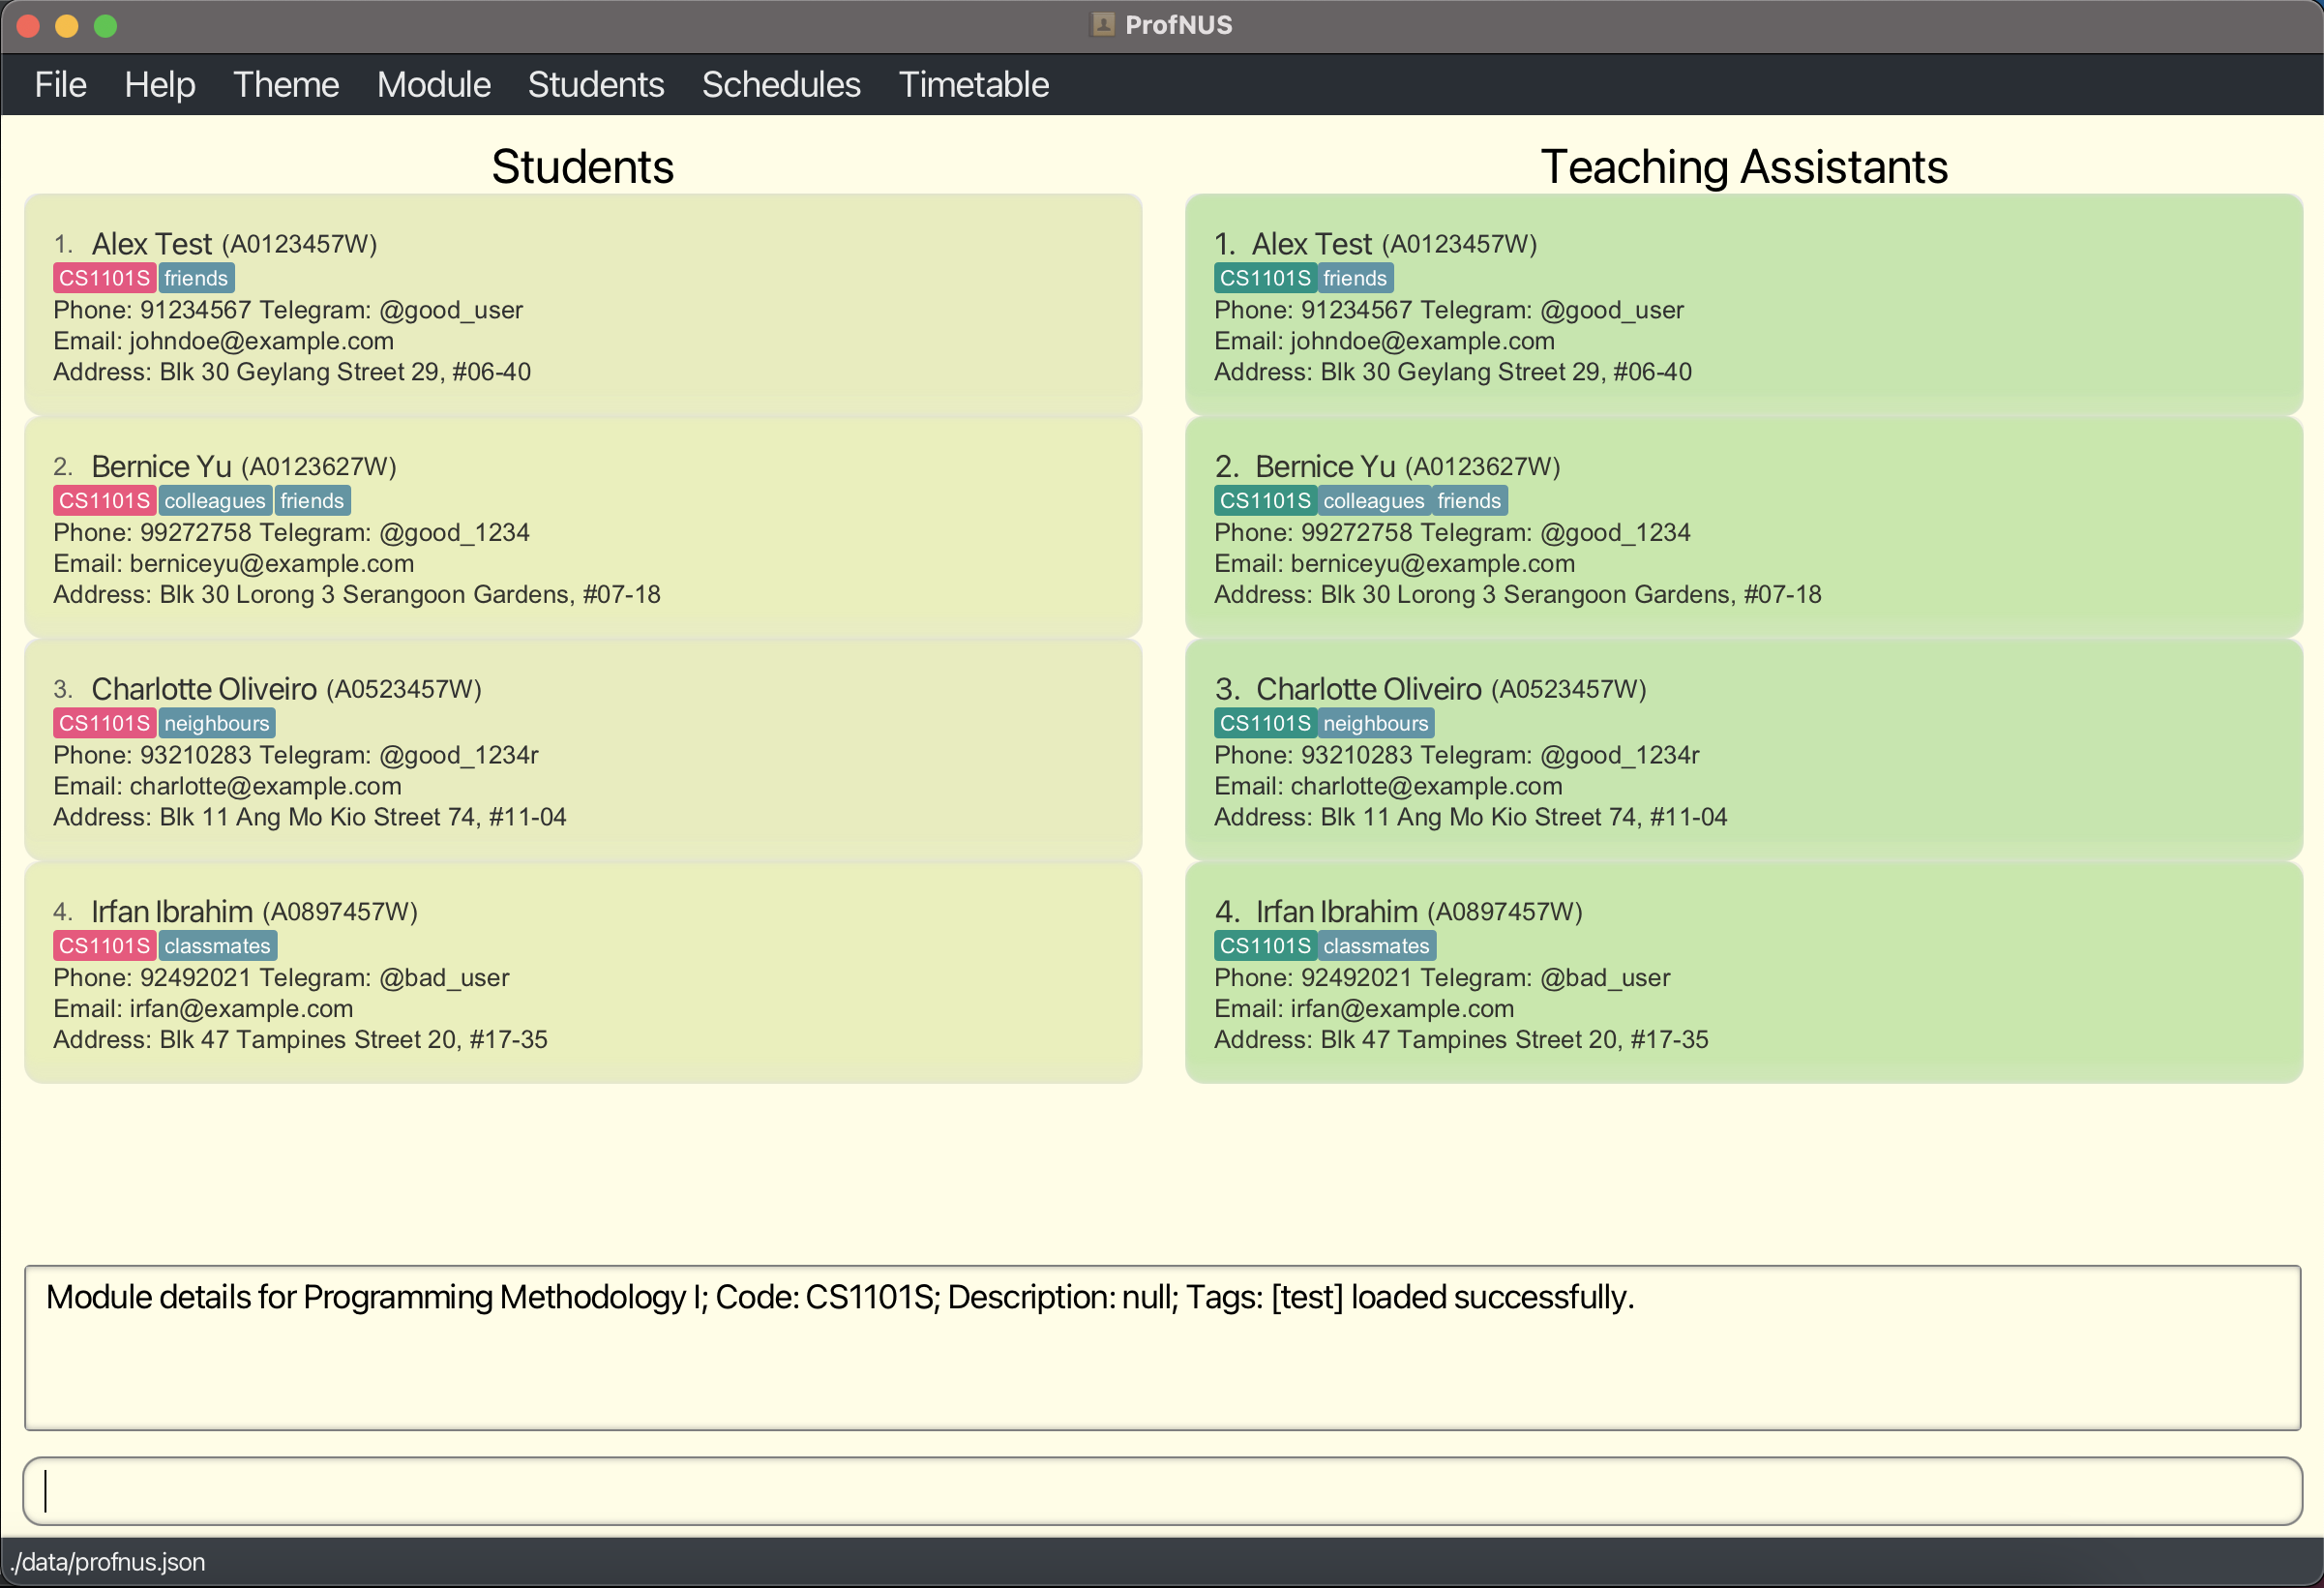 ProfNUS
File Help Theme Module Students Schedules Timetable
Students
1. Alex Test (A0123457W)
CS1101S friends
Phone: 91234567 Telegram: @good_user
Email: johndoe@example.com
Address: Blk 30 Geylang Street 29, #06-40
2. Bernice Yu (A0123627W)
CS1101S colleagues friends
Phone: 99272758 Telegram: @good_1234
Email: berniceyu@example.com
Address: Blk 30 Lorong 3 Serangoon Gardens, #07-18
3. Charlotte Oliveiro (A0523457W)
CS1101S neighbours
Phone: 93210283 Telegram: @good_1234r
Email: charlotte@example.com
Address: Blk 11 Ang Mo Kio Street 74, #11-04
4. Irfan Ibrahim (A0897457W)
CS1101S classmates
Phone: 92492021 Telegram: @bad_user
Email: irfan@example.com
Address: Blk 47 Tampines Street 20, #17-35
Teaching Assistants
1. Alex Test (A0123457W)
CS1101S friends
Phone: 91234567 Telegram: @good_user
Email: johndoe@example.com
Address: Blk 30 Geylang Street 29, #06-40
2. Bernice Yu (A0123627W)
CS1101S colleagues friends
Phone: 99272758 Telegram: @good_1234
Email: berniceyu@example.com
Address: Blk 30 Lorong 3 Serangoon Gardens, #07-18
3. Charlotte Oliveiro (A0523457W)
CS1101S neighbours
Phone: 93210283 Telegram: @good_1234r
Email: charlotte@example.com
Address: Blk 11 Ang Mo Kio Street 74, #11-04
4. Irfan Ibrahim (A0897457W)
CS1101S classmates
Phone: 92492021 Telegram: @bad_user
Email: irfan@example.com
Address: Blk 47 Tampines Street 20, #17-35
Module details for Programming Methodology I; Code: CS1101S; Description: null; Tags: [test] loaded successfully.
./data/profnus.json